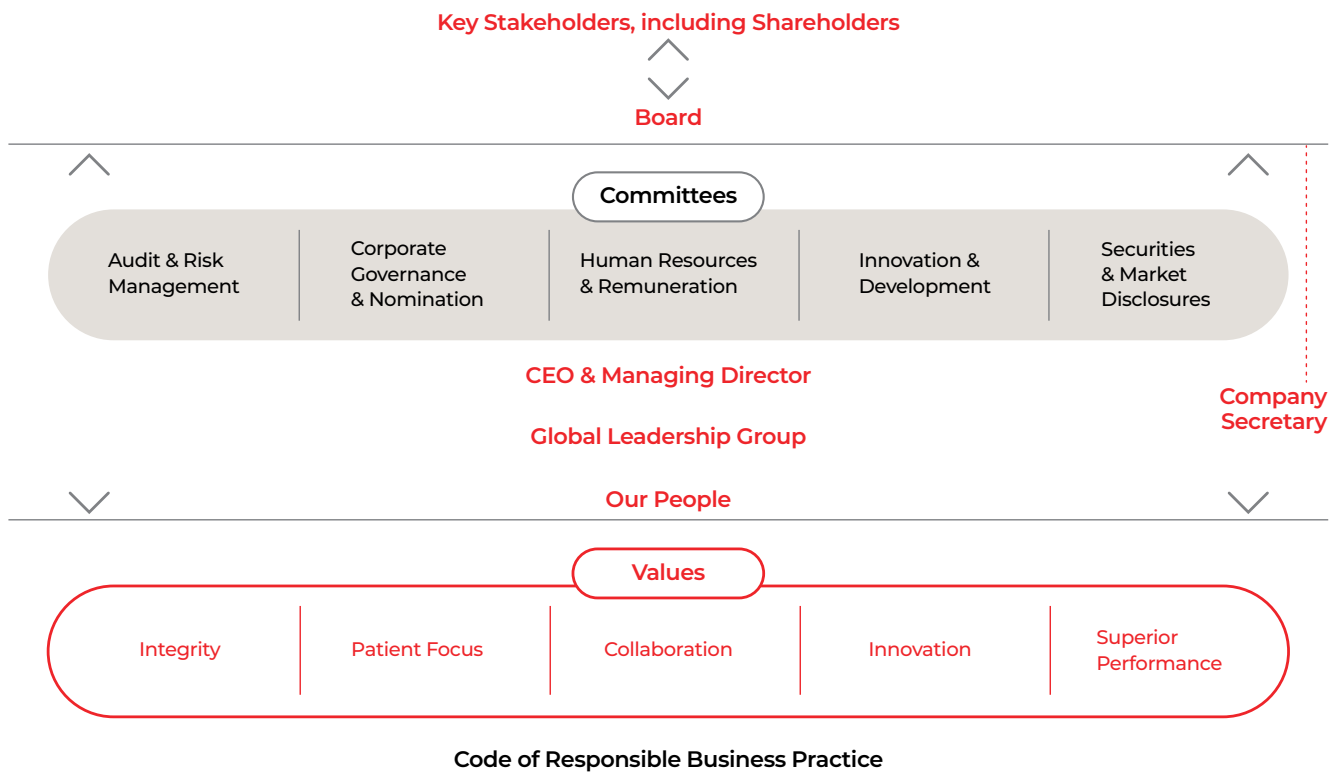 Key Stakeholders, including Shareholders
Board
Committees
Audit & Risk
Management
Corporate
Governance
& Nomination
Human Resources
& Remuneration
Innovation &
Development
Securities
& Market
Disclosures
CEO & Managing Director
Company
Secretary
Global Leadership Group
Our People
Values
Integrity
Patient Focus
Collaboration
Innovation
Superior
Performance
Code of Responsible Business Practice